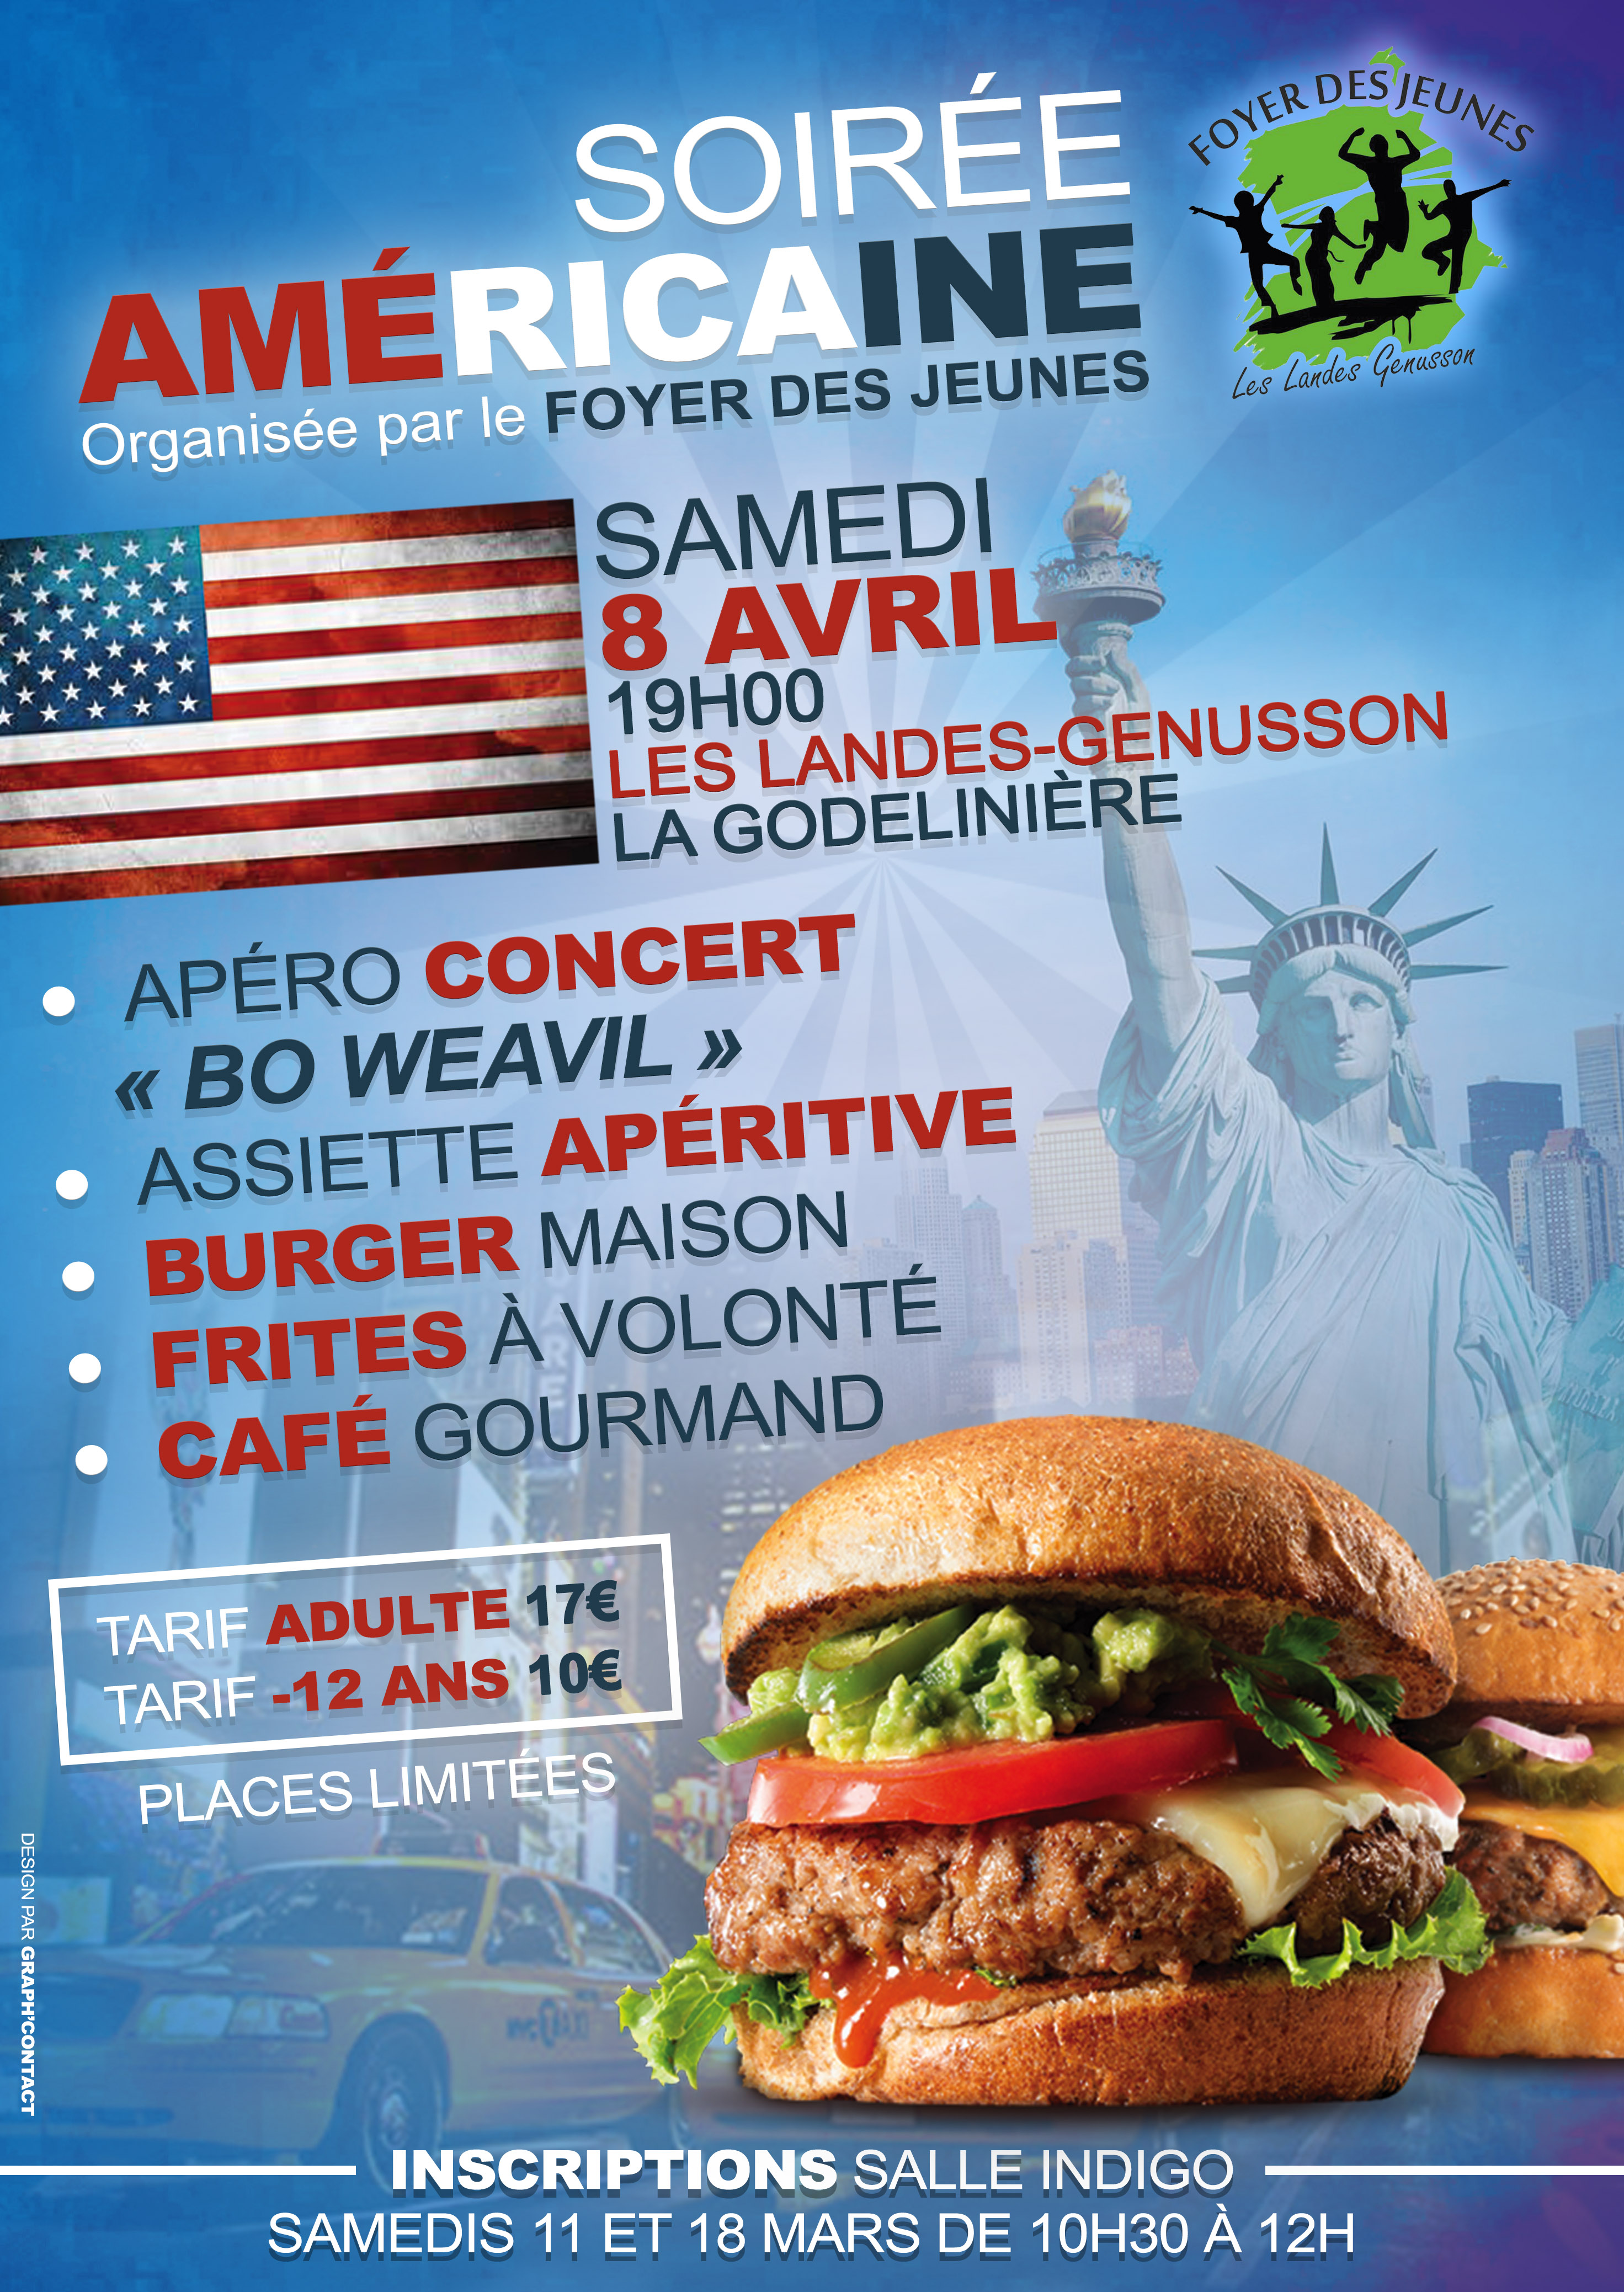 FOYER DES JEUNES
Les Landes Genusson
SOIRÉE
AMÉRICAINE
Organisée par le FOYER DES JEUNES
SAMEDI
8 AVRIL
19H00
LES LANDES-GENUSSON
LA GODELINIÈRE
• APÉRO CONCERT
« BO WEAVIL »
• ASSIETTE APÉRITIVE
• BURGER MAISON
• FRITES À VOLONTÉ
• CAFÉ GOURMAND
TARIF ADULTE 17€
TARIF -12 ANS 10€
PLACES LIMITÉES
DESIGN PAR GRAPH'CONTACT
INSCRIPTIONS SALLE INDIGO
SAMEDIS 11 ET 18 MARS DE 10H30 À 12H